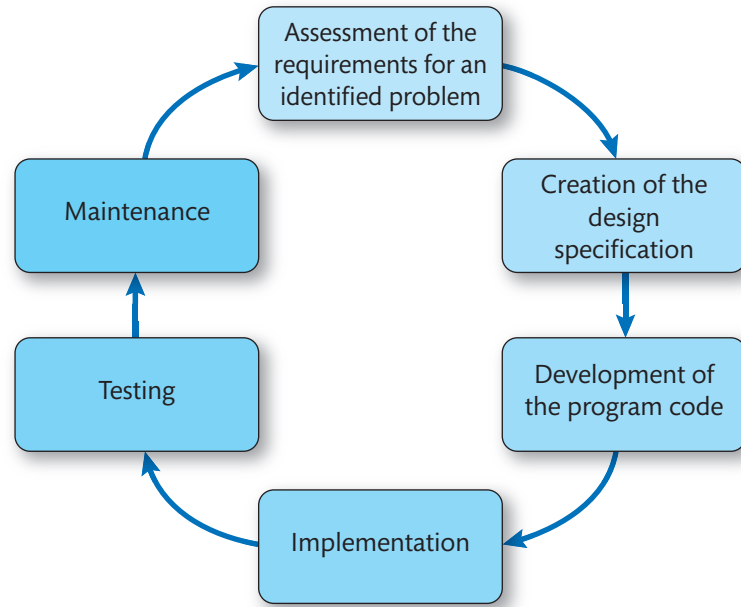 Assessment of the
requirements for an
identified problem
Creation of the
design
specification
Development of
the program code
Implementation
Testing
Maintenance